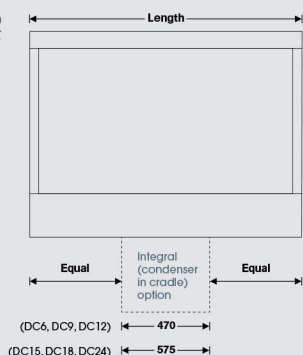 Length
Equal
Integral
(condenser
in cradle)
option
Equal
(DC6, DC9, DC12) 470
(DC15, DC18, DC24) 575